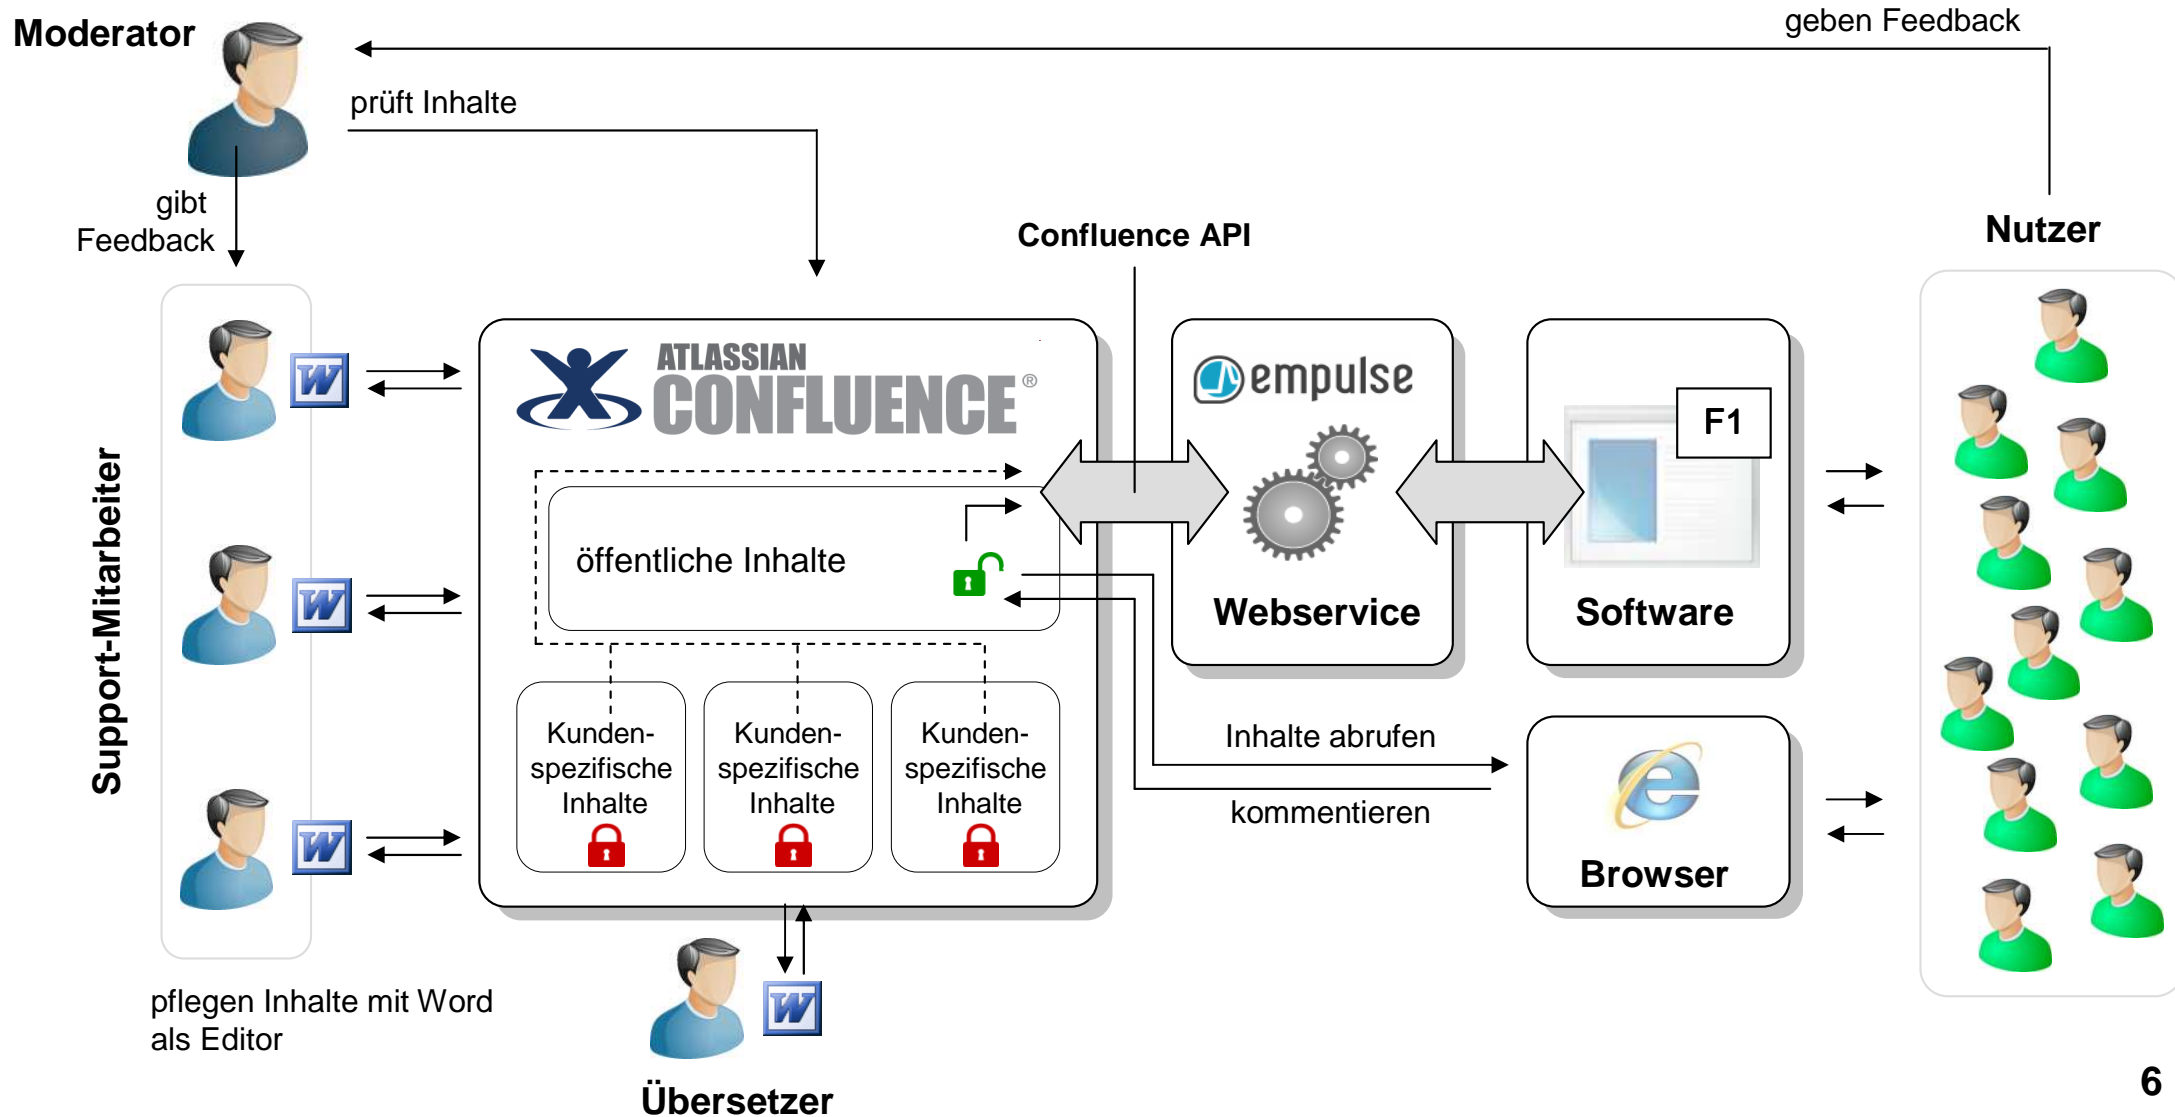 Moderator
geben Feedback
prüft Inhalte
gibt
Feedback
Confluence API
Nutzer
Support-Mitarbeiter
W
W
W
ATLASSIAN
CONFLUENCE®
empulse
F1
öffentliche Inhalte
Webservice
Software
Kunden-
spezifische
Inhalte
Kunden-
spezifische
Inhalte
Kunden-
spezifische
Inhalte
Inhalte abrufen
kommentieren
Browser
pflegen Inhalte mit Word
als Editor
W
Übersetzer
6